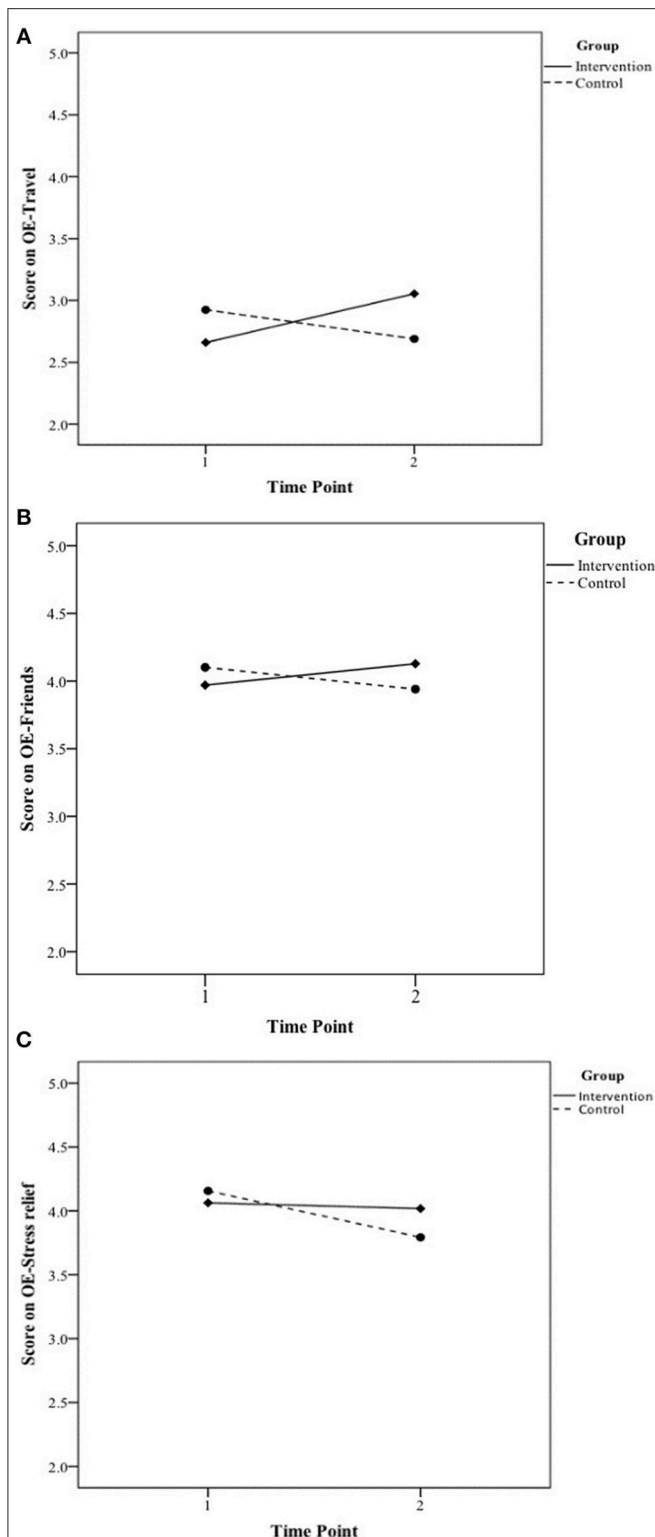 A
Group
Intervention
Control
5.0
4.5
4.0
3.5
3.0
2.5
2.0
Score on OE-Travel
1
2
Time Point
B
Group
Intervention
Control
5.0
4.5
4.0
3.5
3.0
2.5
2.0
Score on OE-Friends
1
2
Time Point
C
Group
Intervention
Control
5.0
4.5
4.0
3.5
3.0
2.5
2.0
Score on OE-Stress relief
1
2
Time Point